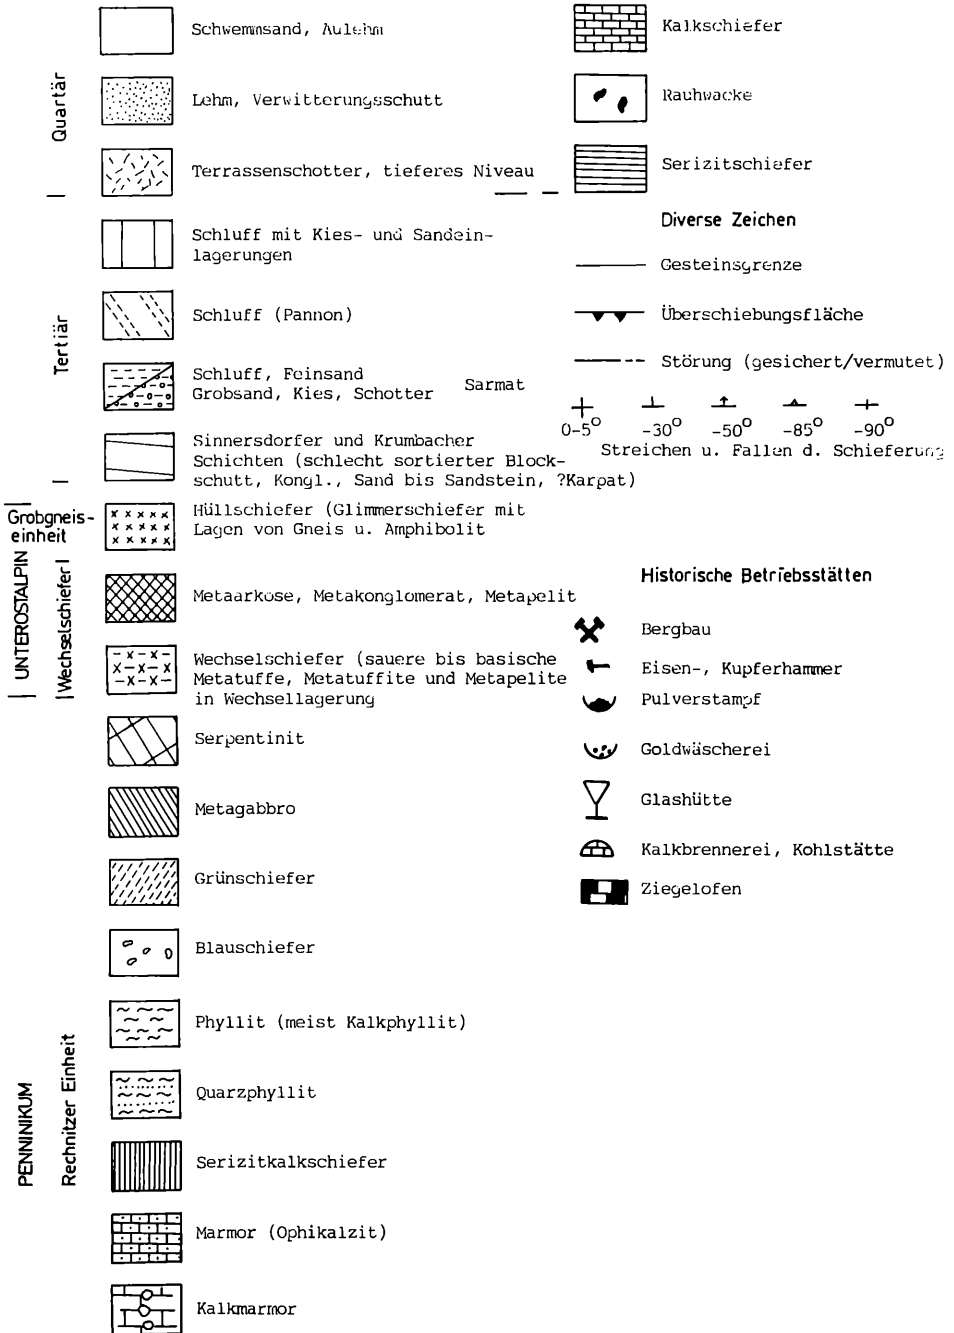 Schwemmsand, Aulehm
Quartär
Lehm, Verwitterungsschutt
Terrassenschotter, tieferes Niveau
Tertiär
Schluff mit Kies- und Sandein-
lagerungen
Schluff (Pannon)
Schluff, Feinsand
Grobsand, Kies, Schotter
Sarmat
Sinnersdorfer und Krumbacher
Schichten (schlecht sortierter Block-
schutt, Kongl., Sand bis Sandstein, ?Karpat)
Grobgneis-
einheit
Hüllschiefer (Glimmerschiefer mit
Lagen von Gneis u. Amphibolit
UNTEROSTALPIN
Wechselschiefer
Metaarkose, Metakonglomerat, Metapelit
Wechselschiefer (sauere bis basische
Metatuffe, Metatuffite und Metapelite
in Wechsellagerung
PENNINIKUM
Rechnitzer Einheit
Serpentinit
Metagabbro
Grünschiefer
Blauschiefer
Phyllit (meist Kalkphyllit)
Quarzphyllit
Serizitkalkschiefer
Marmor (Ophikalzit)
Kalkmarmor
Kalkschiefer
Rauhwacke
Serizitschiefer
Diverse Zeichen
Gesteinsgrenze
Überschiebungsfläche
Störung (gesichert/vermutet)
0-5° -30° -50° -85° -90°
Streichen u. Fallen d. Schieferung
Historische Betriebsstätten
Bergbau
Eisen-, Kupferhammer
Pulverstampf
Goldwäscherei
Glashütte
Kalkbrennerei, Kohlstätte
Ziegelofen